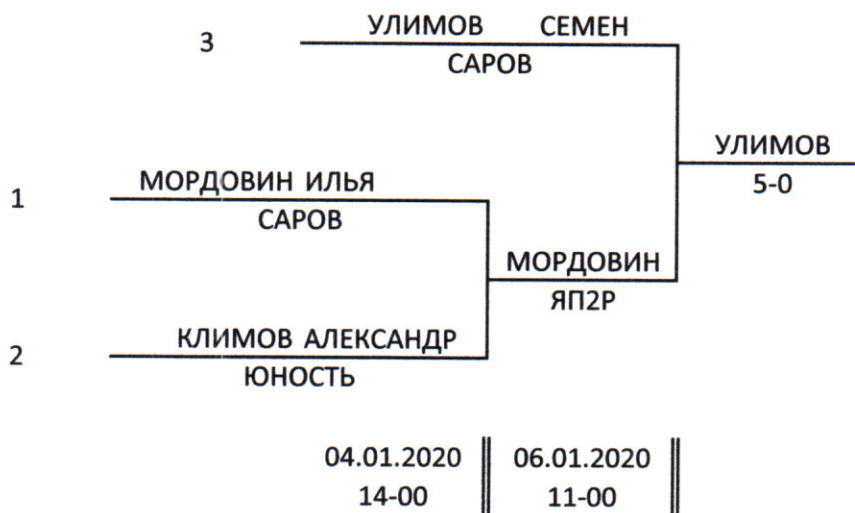 3 УЛИМОВ СЕМЕН
САРОВ
УЛИМОВ
5-0
1 МОРДОВИН ИЛЬЯ
САРОВ
МОРДОВИН
ЯП2Р
2 КЛИМОВ АЛЕКСАНДР
ЮНОСТЬ
04.01.2020 06.01.2020
14-00 11-00